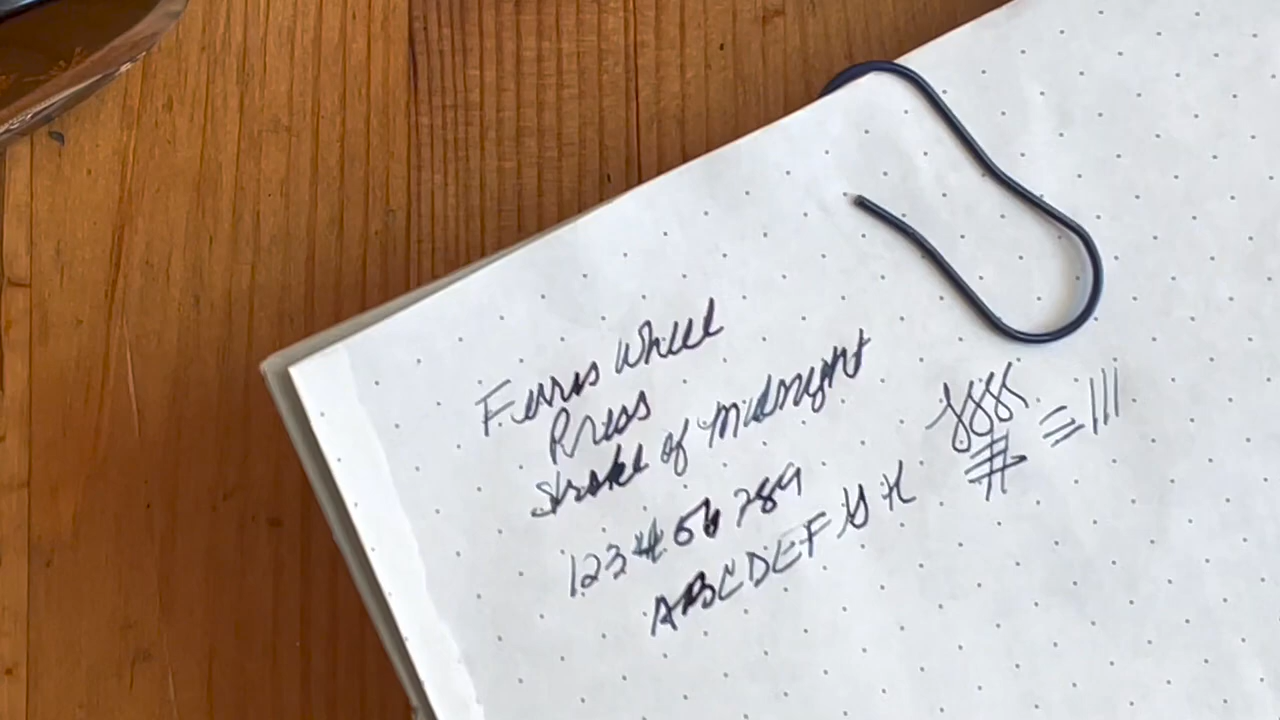 Ferris Wheel
Press
Stroke of Midnight
123456789
ABCDEFGH